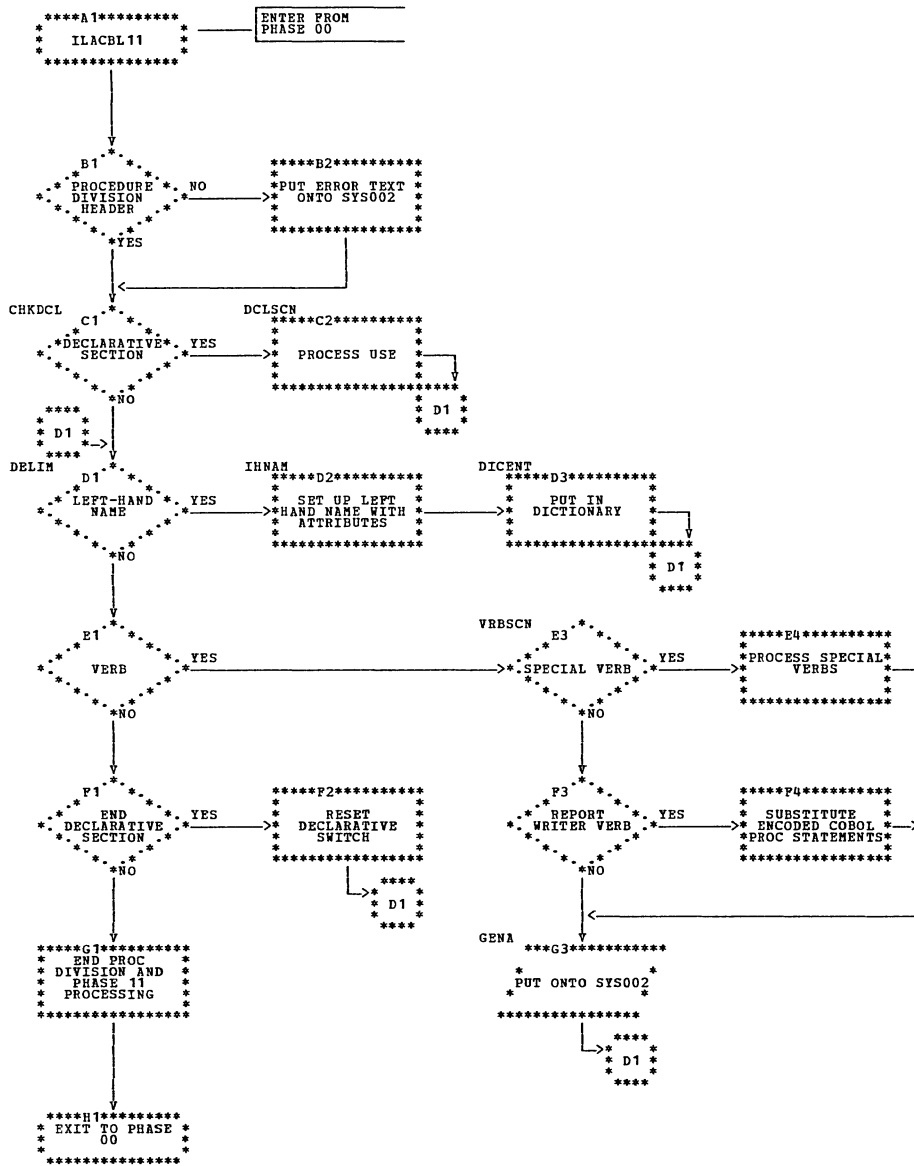 A1
ILACBL11
ENTER FROM
PHASE 00
B1
PROCEDURE
DIVISION
HEADER
NO
YES
B2
PUT ERROR TEXT
ONTO SYS002
CHKDCL
C1
DECLARATIVE
SECTION
YES
NO
DCLSCN
C2
PROCESS USE
D1
D1
DELIM
D1
LEFT-HAND
NAME
YES
NO
IHNAM
D2
SET UP LEFT
HAND NAME WITH
ATTRIBUTES
DICENT
D3
PUT IN
DICTIONARY
D1
E1
VERB
YES
NO
VRBSCN
E3
SPECIAL VERB
YES
NO
E4
PROCESS SPECIAL
VERBS
F1
END
DECLARATIVE
SECTION
YES
NO
F2
RESET
DECLARATIVE
SWITCH
D1
F3
REPORT
WRITER VERB
YES
NO
F4
SUBSTITUTE
ENCODED COBOL
PROC STATEMENTS
G1
END PROC
DIVISION AND
PHASE 11
PROCESSING
GENA
G3
PUT ONTO SYS002
D1
H1
EXIT TO PHASE
00